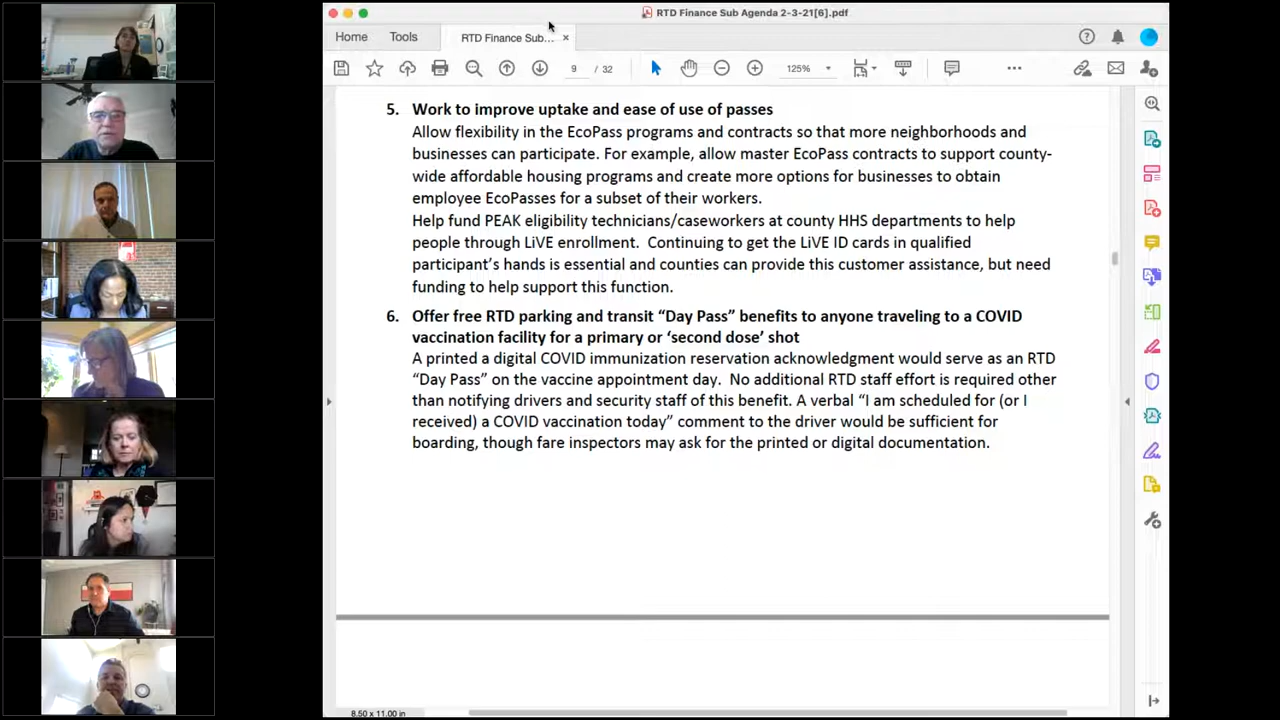 RTD Finance Sub Agenda 2-3-21[6].pdf
Home
Tools
RTD Finance Sub...
9 / 32
125%
5. Work to improve uptake and ease of use of passes
Allow flexibility in the EcoPass programs and contracts so that more neighborhoods and
businesses can participate. For example, allow master EcoPass contracts to support county-
wide affordable housing programs and create more options for businesses to obtain
employee EcoPasses for a subset of their workers.
Help fund PEAK eligibility technicians/caseworkers at county HHS departments to help
people through LiVE enrollment. Continuing to get the LiVE ID cards in qualified
participant's hands is essential and counties can provide this customer assistance, but need
funding to help support this function.
6. Offer free RTD parking and transit “Day Pass” benefits to anyone traveling to a COVID
vaccination facility for a primary or ‘second dose’ shot
A printed a digital COVID immunization reservation acknowledgment would serve as an RTD
“Day Pass” on the vaccine appointment day. No additional RTD staff effort is required other
than notifying drivers and security staff of this benefit. A verbal “I am scheduled for (or I
received) a COVID vaccination today” comment to the driver would be sufficient for
boarding, though fare inspectors may ask for the printed or digital documentation.
8.50 x 11.00 in